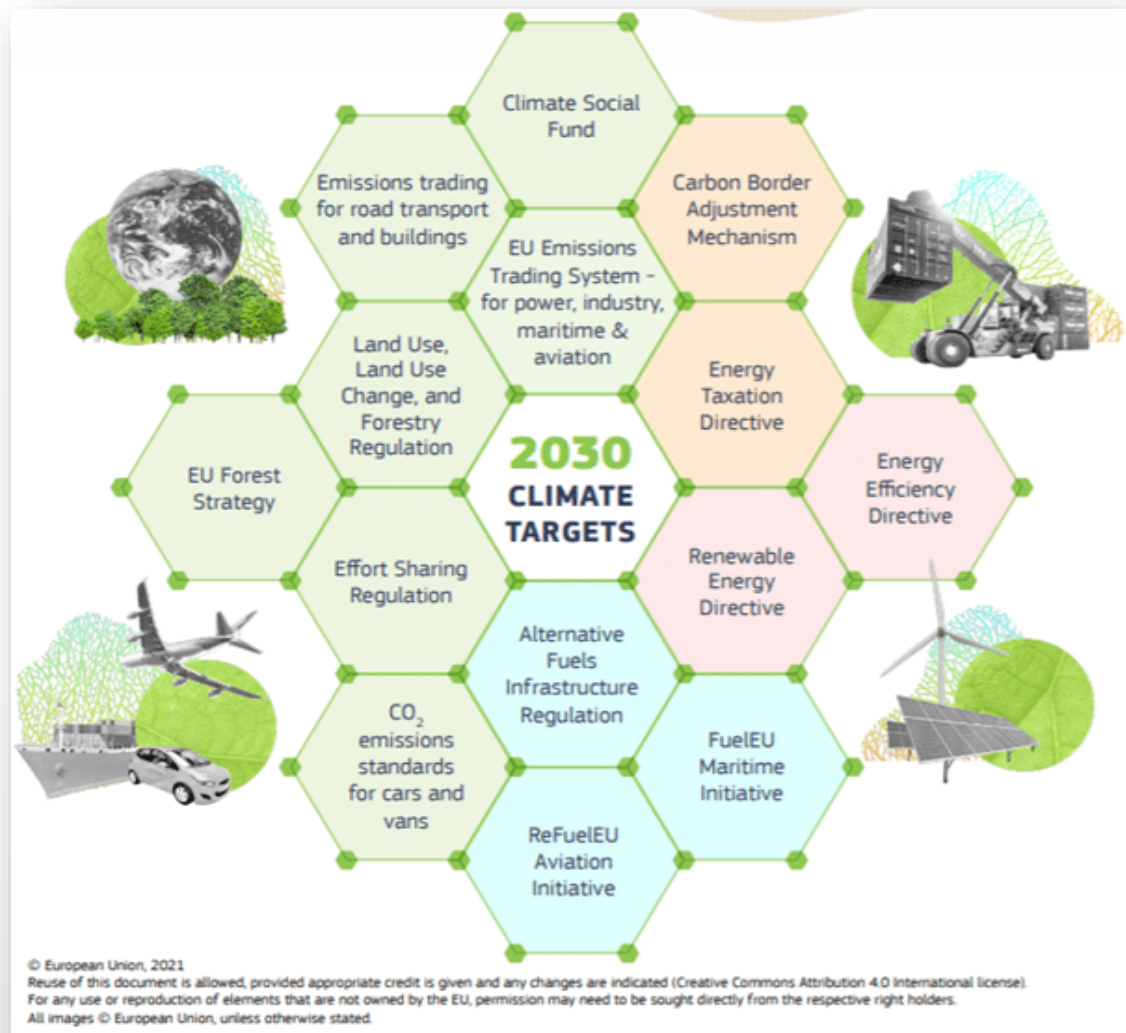 Climate Social
Fund
Emissions trading
for road transport
and buildings
Carbon Border
Adjustment
Mechanism
EU Emissions
Trading System -
for power, industry,
maritime &
aviation
Land Use,
Land Use
Change, and
Forestry
Regulation
Energy
Taxation
Directive
EU Forest
Strategy
2030
CLIMATE
TARGETS
Energy
Efficiency
Directive
Effort Sharing
Regulation
Renewable
Energy
Directive
Alternative
Fuels
Infrastructure
Regulation
CO₂
emissions
standards
for cars and
vans
FuelEU
Maritime
Initiative
ReFuelEU
Aviation
Initiative
© European Union, 2021
Reuse of this document is allowed, provided appropriate credit is given and any changes are indicated (Creative Commons Attribution 4.0 International license).
For any use or reproduction of elements that are not owned by the EU, permission may need to be sought directly from the respective right holders.
All images © European Union, unless otherwise stated.